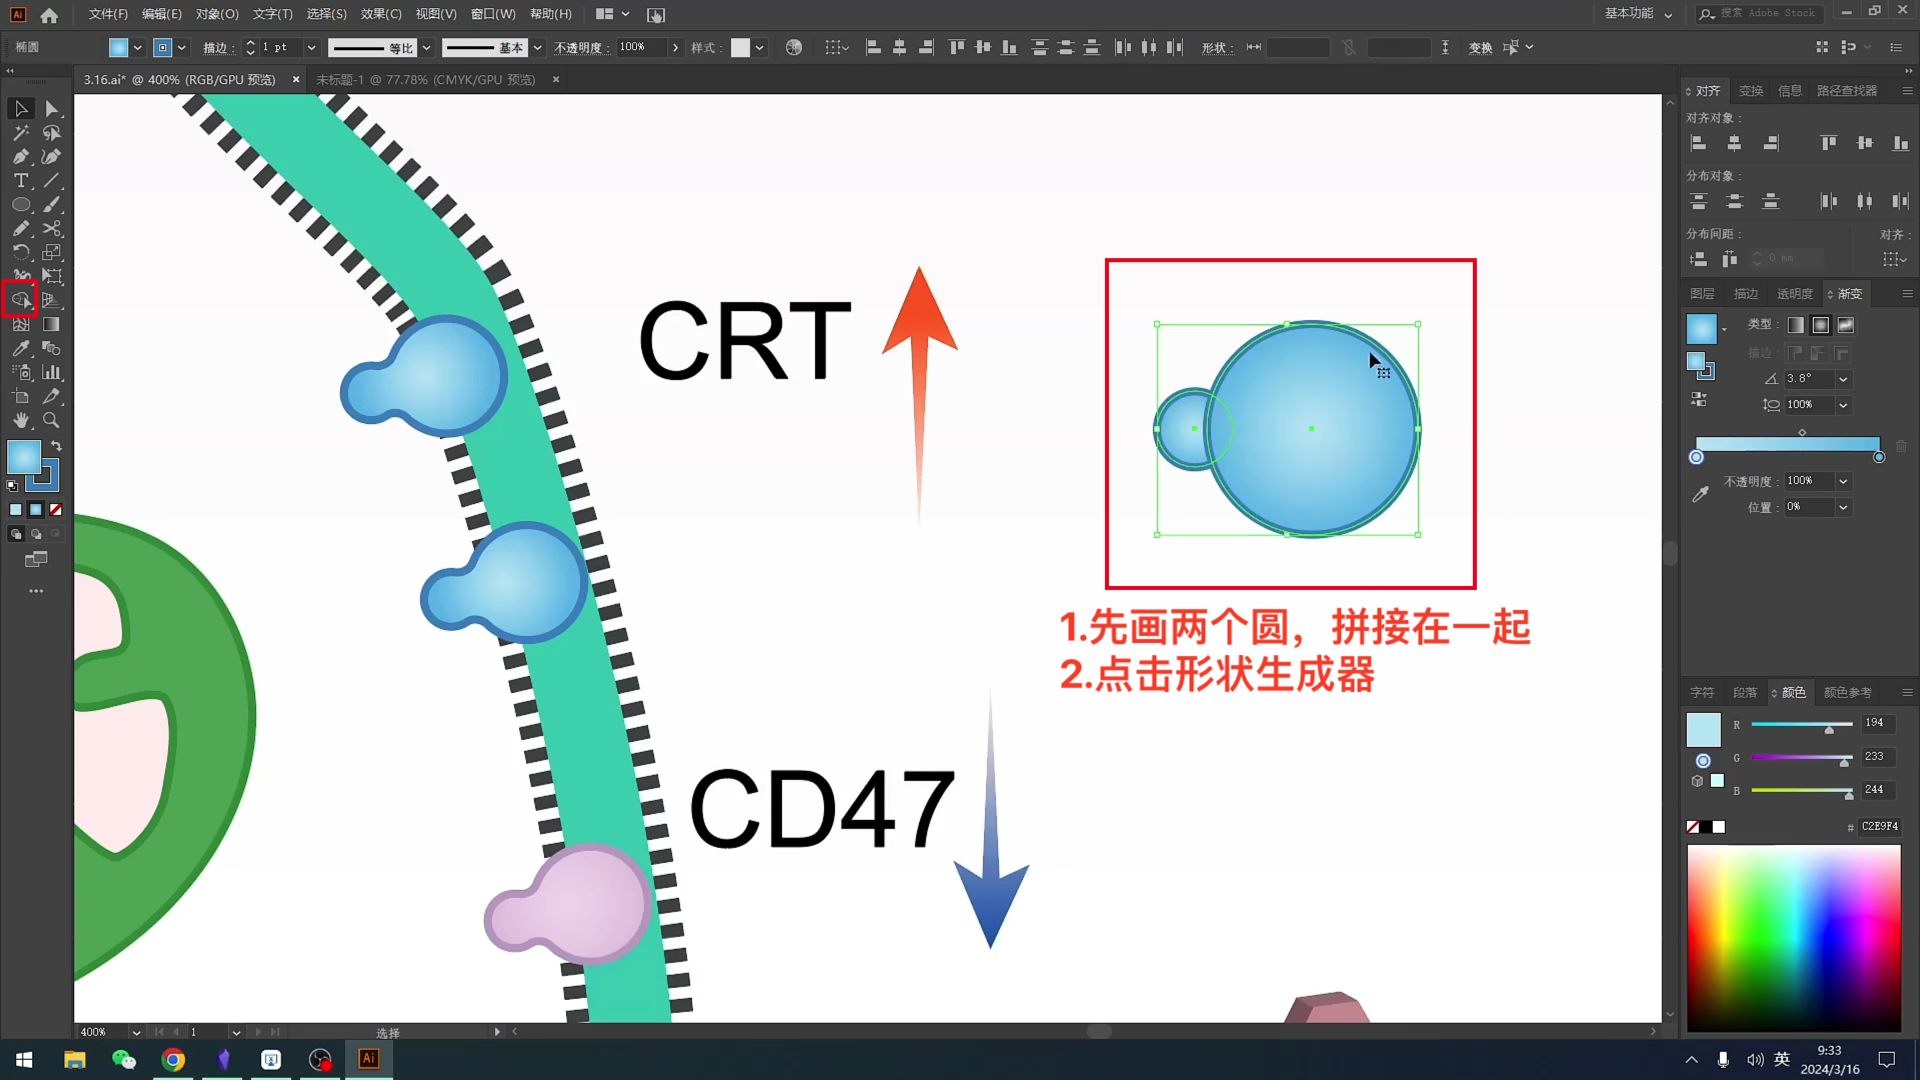 Ai 文件(F) 编辑(E) 对象(O) 文字(T) 选择(S) 效果(C) 视图(V) 窗口(W) 帮助(H) 基本功能 搜索 Adobe Stock
椭圆 描边: 1 pt 等比 基本 不透明度: 100% 样式: 形状: 变换
3.16.ai* @ 400% (RGB/GPU 预览) × 未标题-1 @ 77.78% (CMYK/GPU 预览) ×
对齐 变换 信息 路径查找器
对齐对象:
分布对象:
分布间距: 对齐:
0 mm
图层 描边 透明度 渐变
类型:
描边:
3.8°
100%
不透明度: 100%
位置: 0%
CRT
1.先画两个圆，拼接在一起
2.点击形状生成器
CD47
字符 段落 颜色 颜色参考
R 194
G 233
B 244
# C2E9F4
400% 1 选择
Ai 英 9:33
2024/3/16